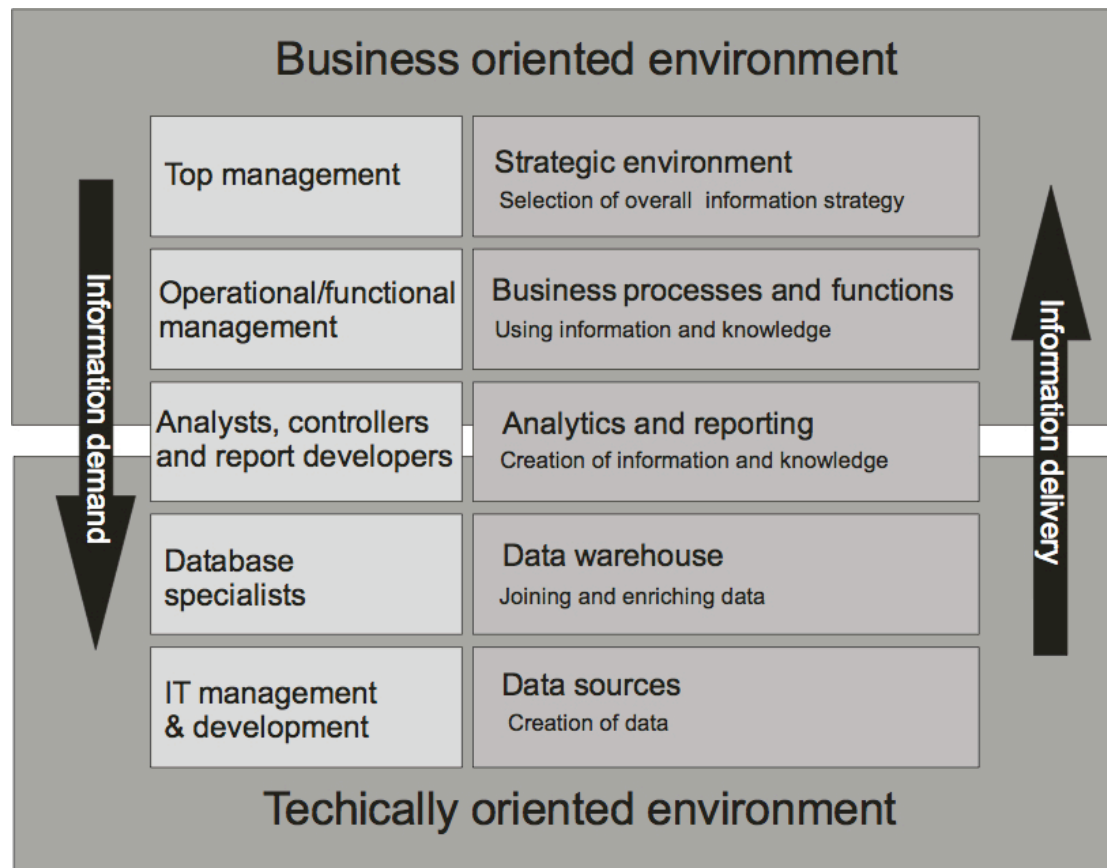 Business oriented environment
Top management
Strategic environment
Selection of overall information strategy
Operational/functional
management
Business processes and functions
Using information and knowledge
Analysts, controllers
and report developers
Analytics and reporting
Creation of information and knowledge
Database
specialists
Data warehouse
Joining and enriching data
IT management
& development
Data sources
Creation of data
Information demand
Information delivery
Techically oriented environment